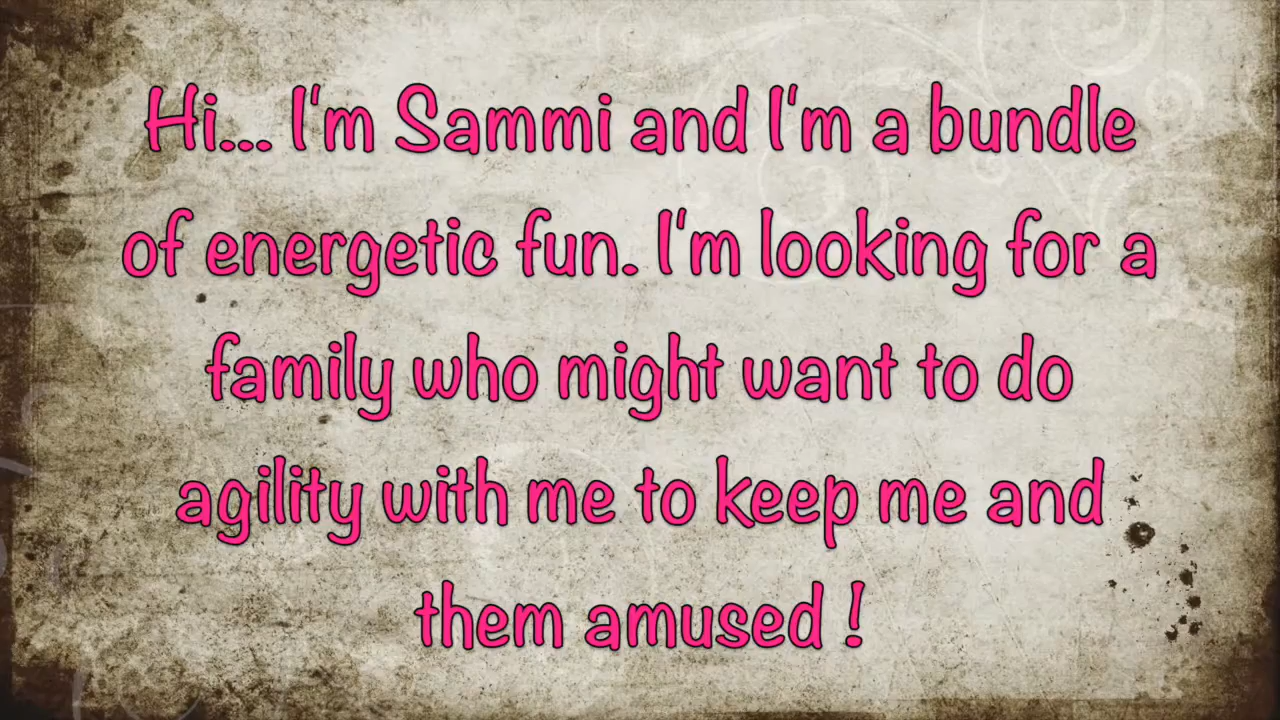 Hi... I'm Sammi and I'm a bundle
of energetic fun. I'm looking for a
family who might want to do
agility with me to keep me and
them amused !